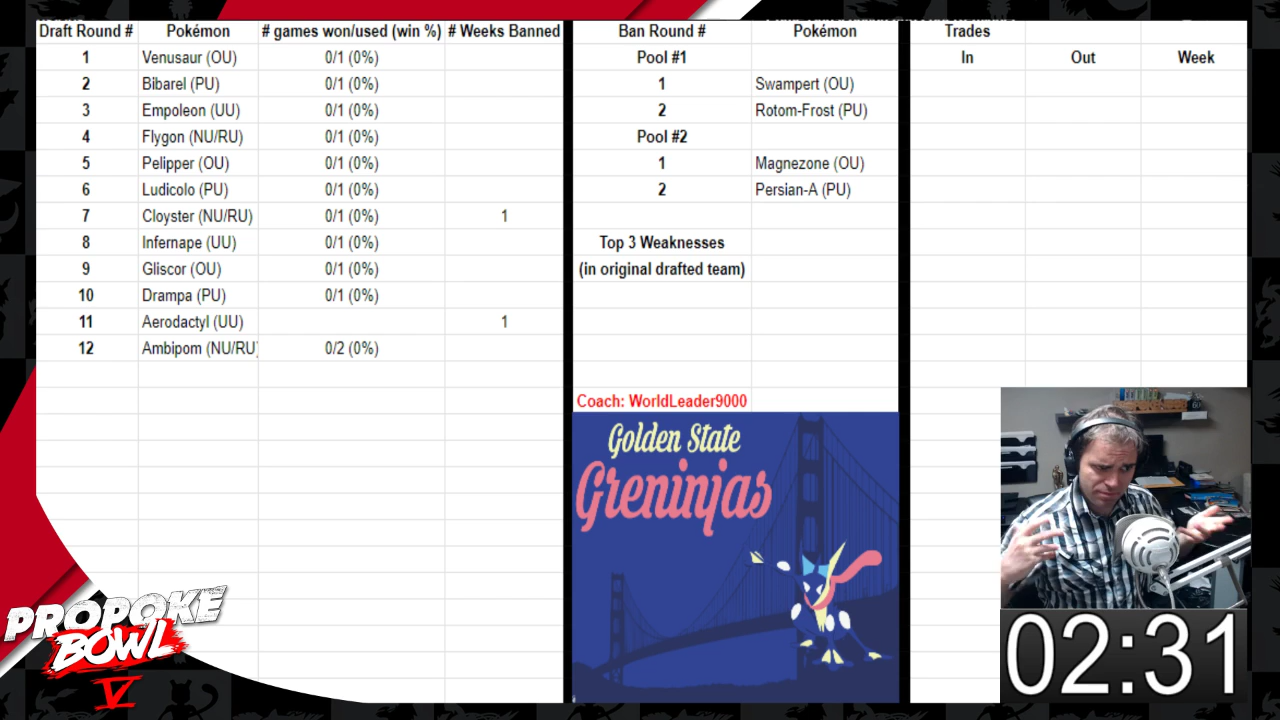 Draft Round # Pokémon # games won/used (win %) # Weeks Banned
1 Venusaur (OU) 0/1 (0%)
2 Bibarel (PU) 0/1 (0%)
3 Empoleon (UU) 0/1 (0%)
4 Flygon (NU/RU) 0/1 (0%)
5 Pelipper (OU) 0/1 (0%)
6 Ludicolo (PU) 0/1 (0%)
7 Cloyster (NU/RU) 0/1 (0%) 1
8 Infernape (UU) 0/1 (0%)
9 Gliscor (OU) 0/1 (0%)
10 Drampa (PU) 0/1 (0%)
11 Aerodactyl (UU) 1
12 Ambipom (NU/RU) 0/2 (0%)
Ban Round # Pokémon
Pool #1
1 Swampert (OU)
2 Rotom-Frost (PU)
Pool #2
1 Magnezone (OU)
2 Persian-A (PU)
Top 3 Weaknesses
(in original drafted team)
Coach: WorldLeader9000
Golden State
Greninjas
Trades
In Out Week
PROPOKE
BOWL
V
02:31